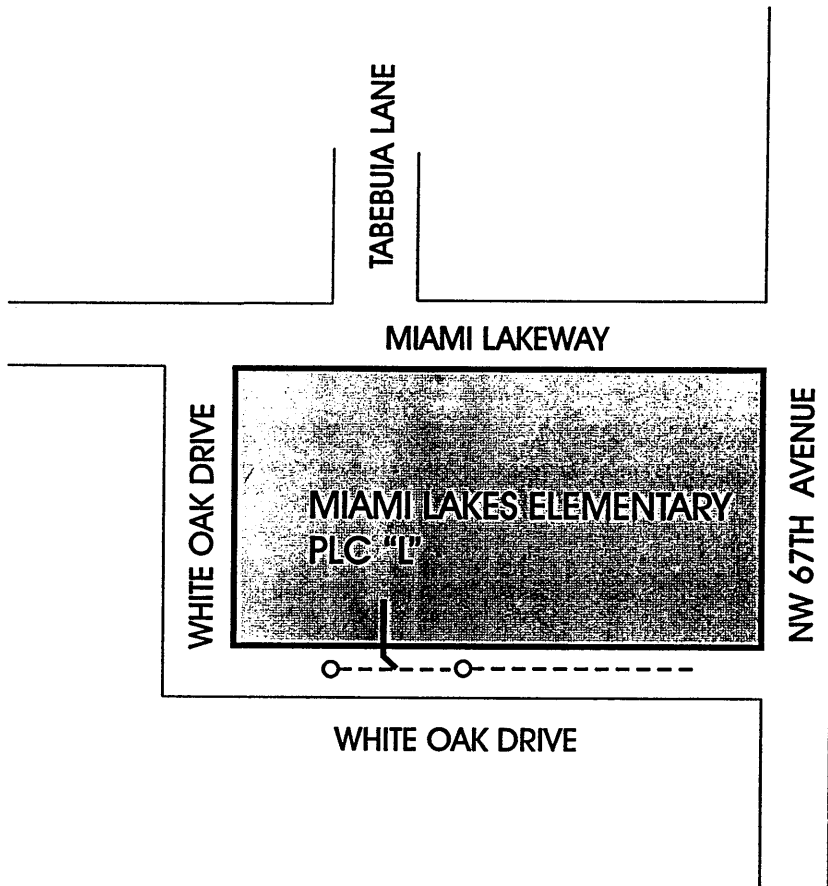 TABEBUIA LANE
MIAMI LAKEWAY
WHITE OAK DRIVE
MIAMI LAKES ELEMENTARY
PLC "L"
NW 67TH AVENUE
WHITE OAK DRIVE